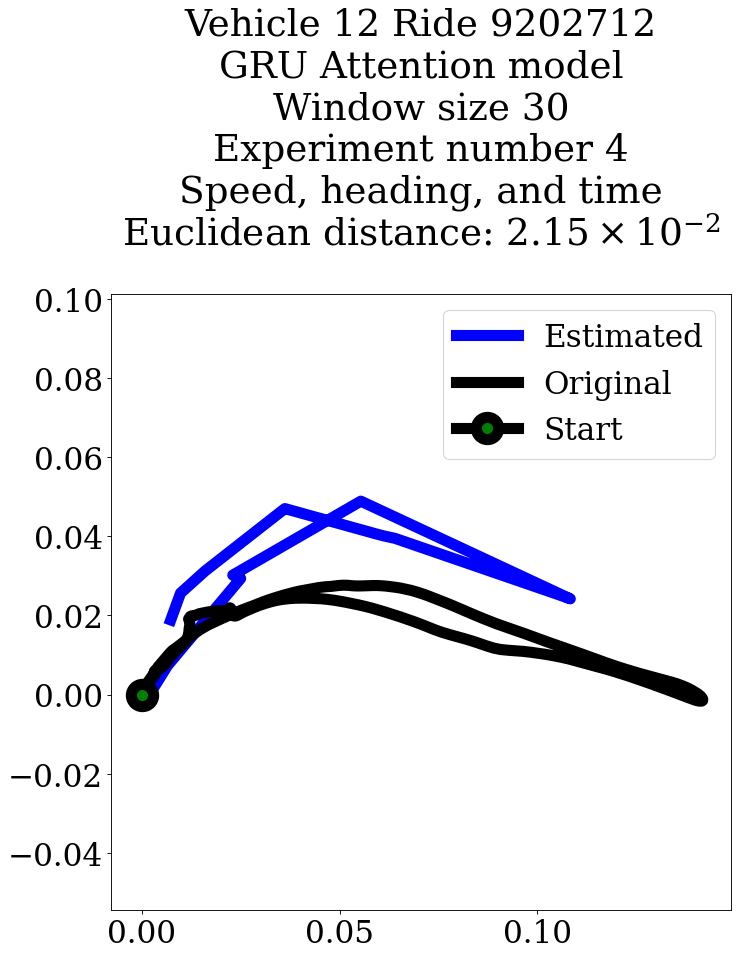 Vehicle 12 Ride 9202712
GRU Attention model
Window size 30
Experiment number 4
Speed, heading, and time
Euclidean distance: 2.15 × 10⁻²
0.10
0.08
0.06
0.04
0.02
0.00
−0.02
−0.04
Estimated
Original
Start
0.00 0.05 0.10